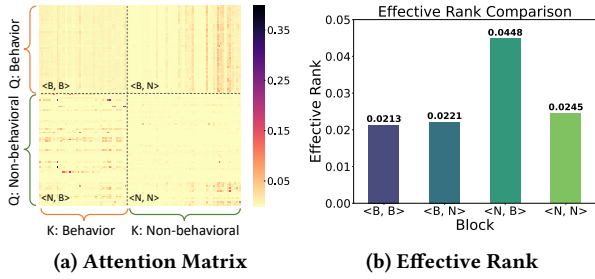 Q: Behavior
Q: Non-behavioral
<B, B>
<B, N>
<N, B>
<N, N>
K: Behavior
K: Non-behavioral
0.35
0.25
0.15
0.05
(a) Attention Matrix
Effective Rank Comparison
Effective Rank
0.05
0.04
0.03
0.02
0.01
0.00
0.0213
0.0221
0.0448
0.0245
<B, B>
<B, N>
<N, B>
<N, N>
Block
(b) Effective Rank